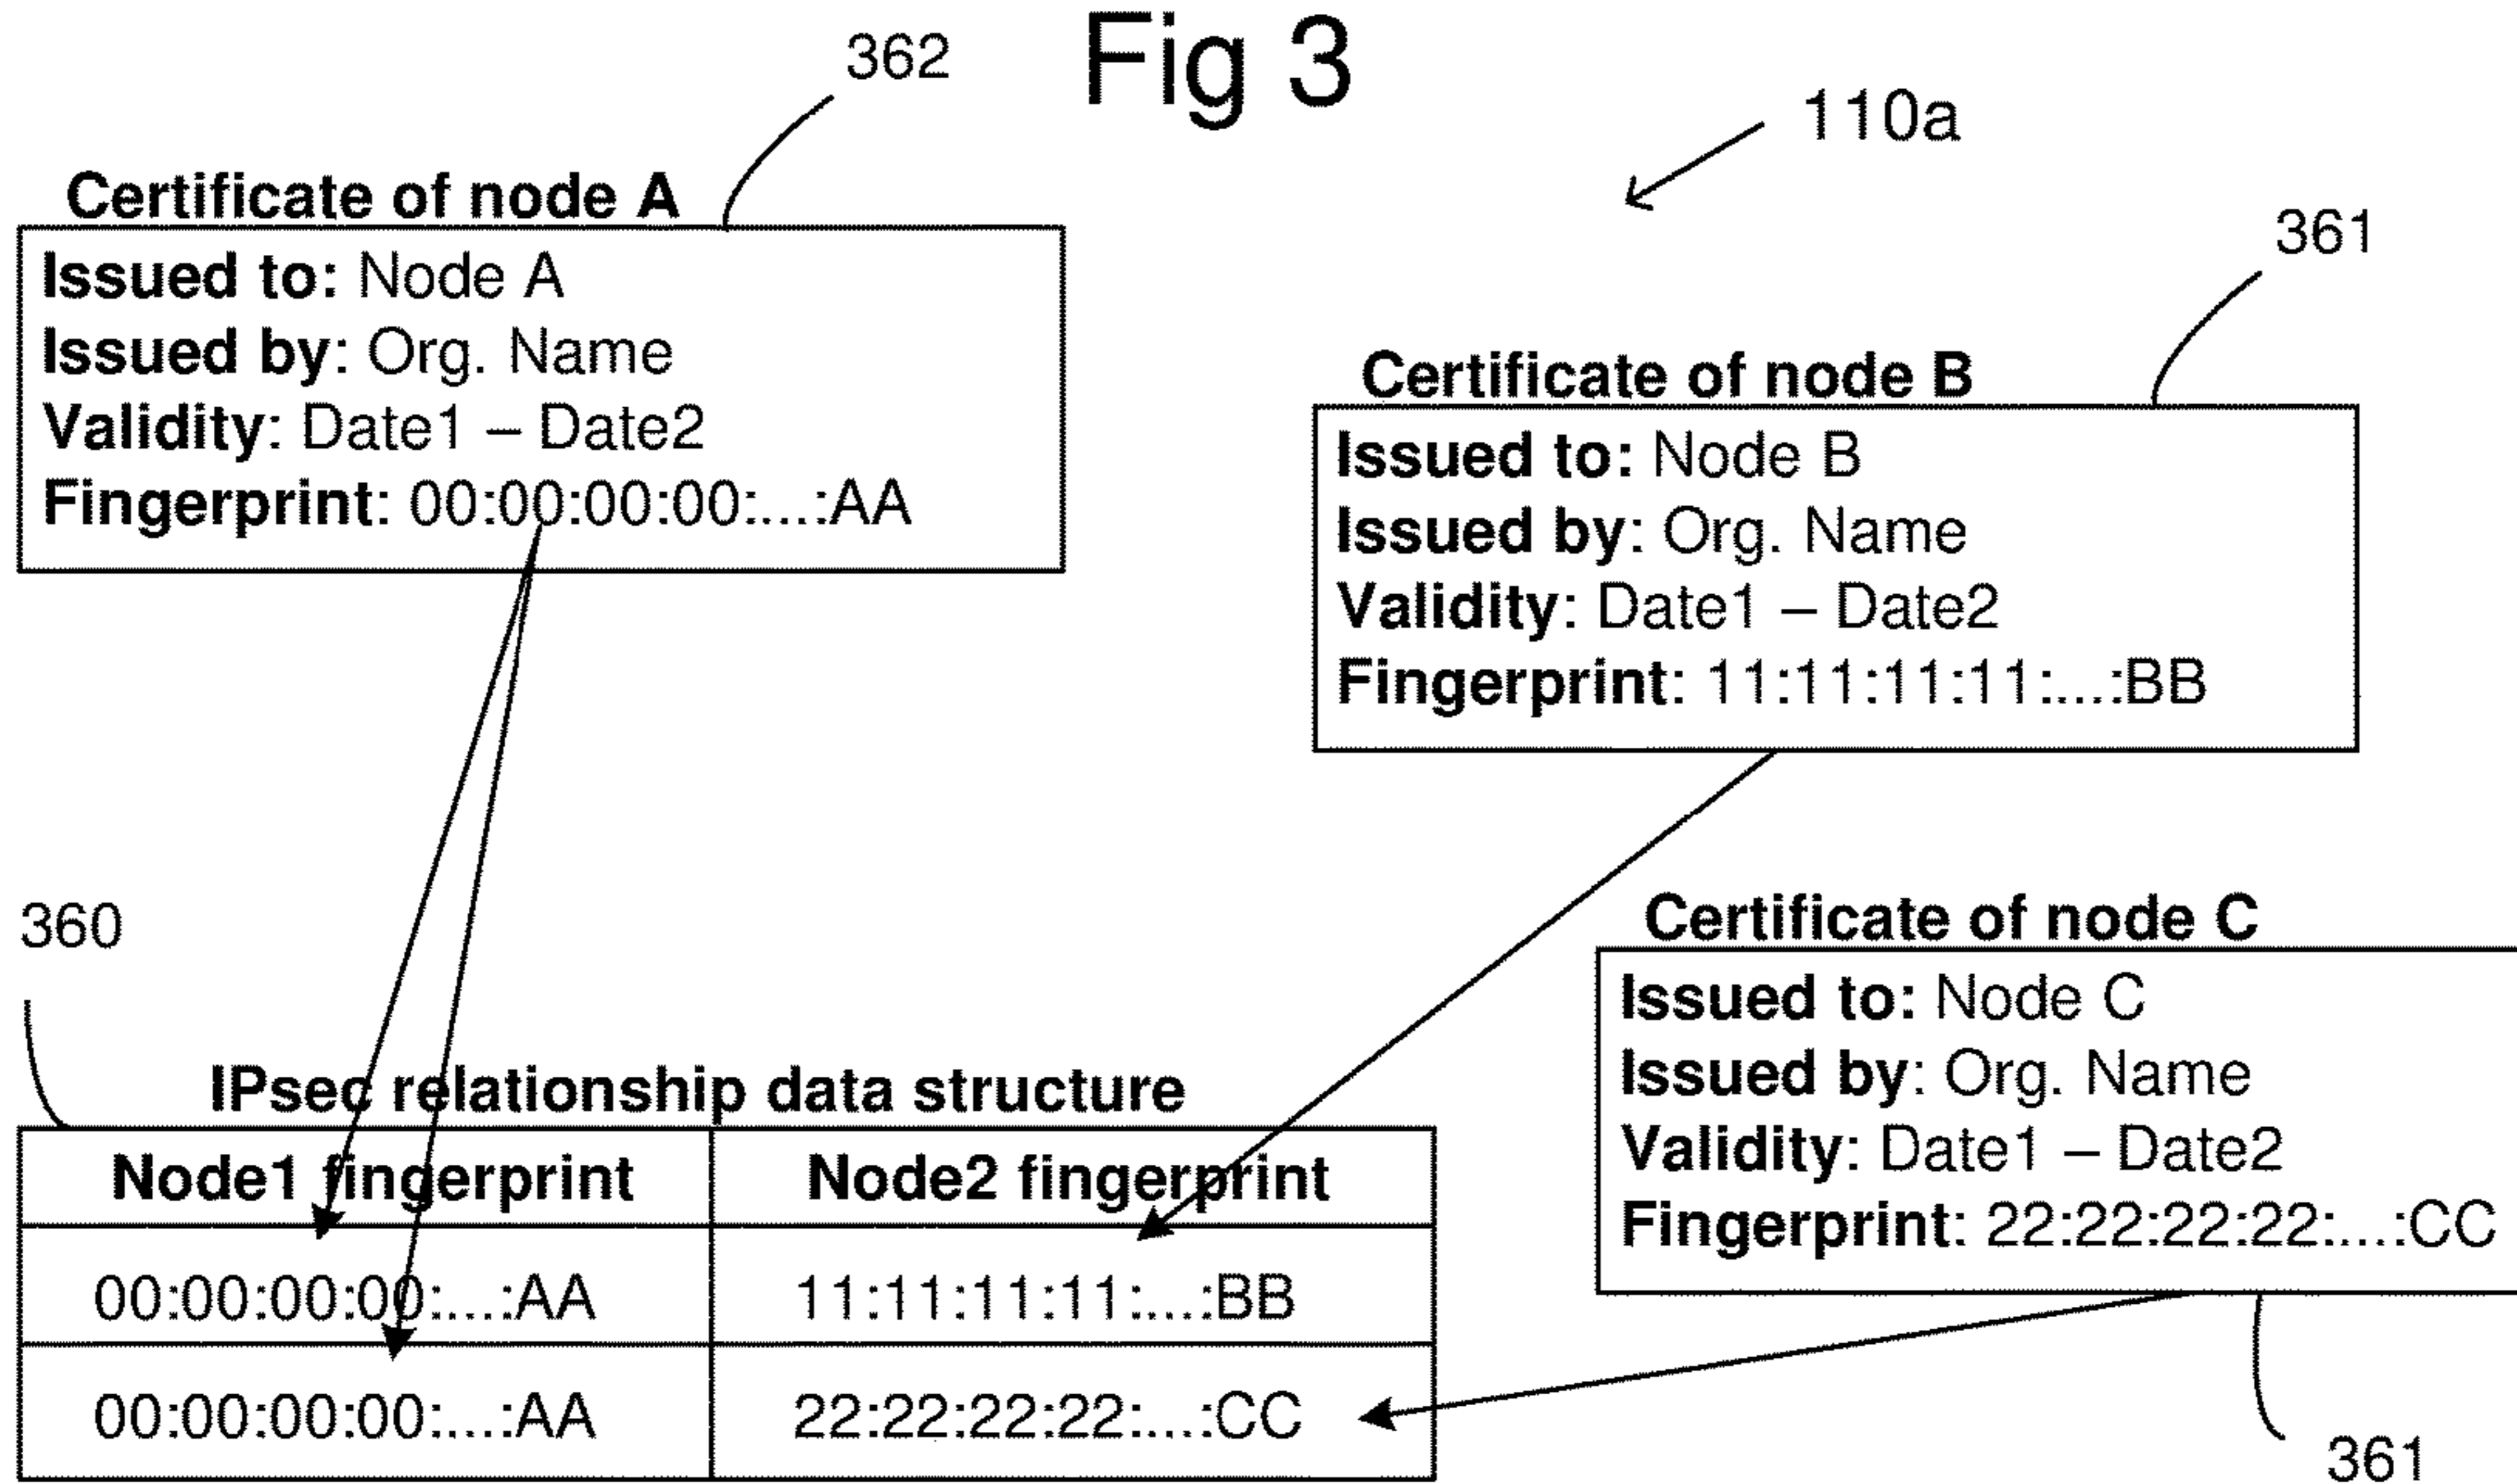 Fig 3
362
110a
Certificate of node A
Issued to: Node A
Issued by: Org. Name
Validity: Date1 – Date2
Fingerprint: 00:00:00:00:....:AA
361
Certificate of node B
Issued to: Node B
Issued by: Org. Name
Validity: Date1 – Date2
Fingerprint: 11:11:11:11:....:BB
Certificate of node C
Issued to: Node C
Issued by: Org. Name
Validity: Date1 – Date2
Fingerprint: 22:22:22:22:....:CC
361
360
IPsec relationship data structure
Node1 fingerprint Node2 fingerprint
00:00:00:00:....:AA 11:11:11:11:....:BB
00:00:00:00:....:AA 22:22:22:22:....:CC